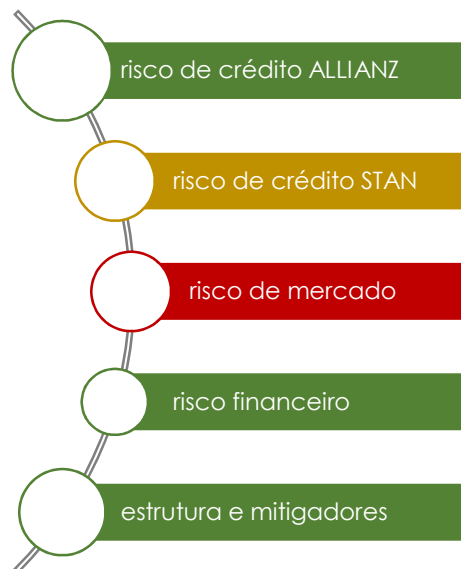 risco de crédito ALLIANZ
risco de crédito STAN
risco de mercado
risco financeiro
estrutura e mitigadores